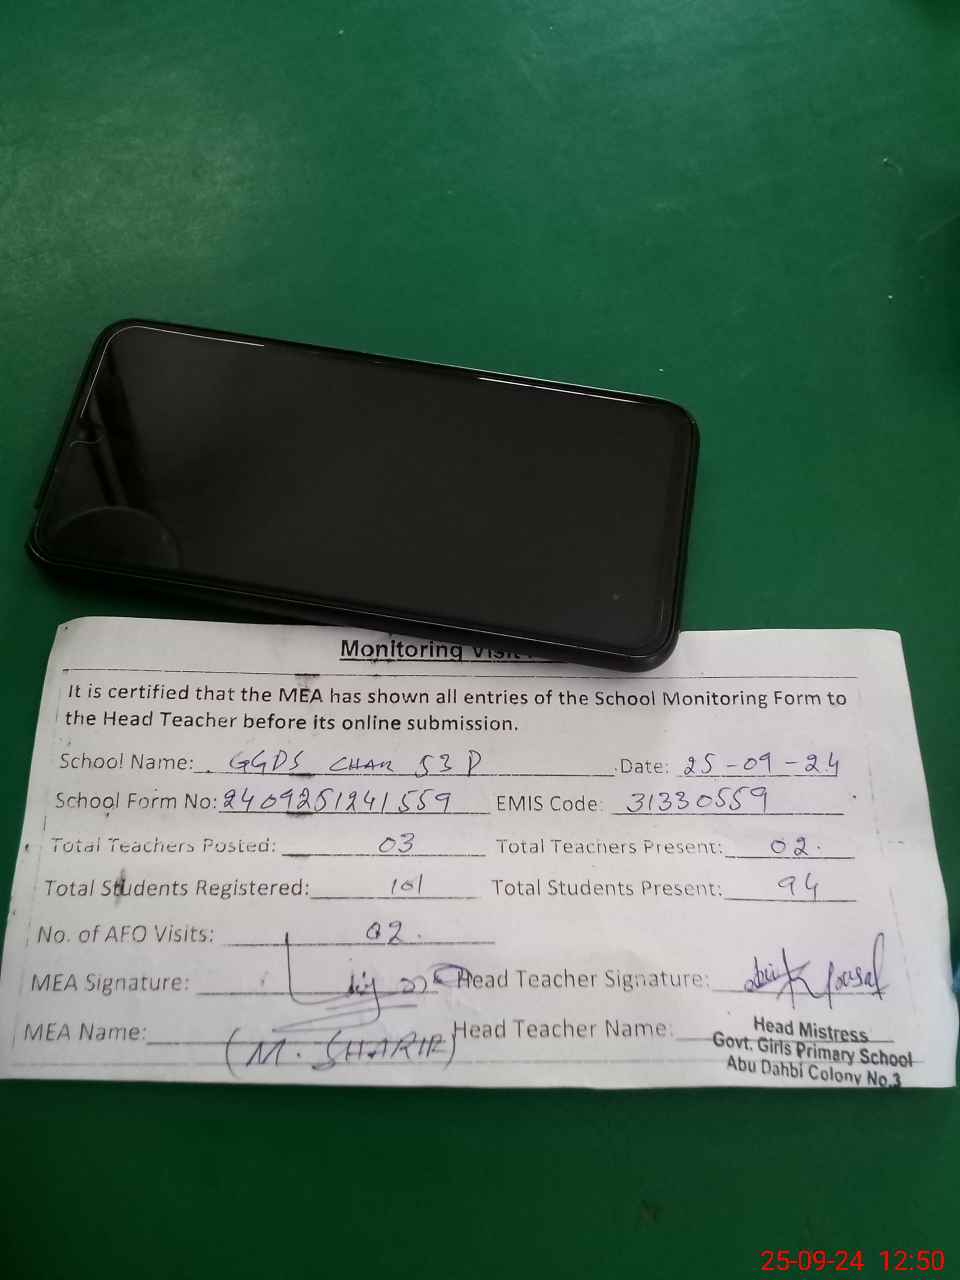 Monitoring Visit
It is certified that the MEA has shown all entries of the School Monitoring Form to
the Head Teacher before its online submission.
School Name: GGPS CHAK 53 P Date: 25-09-24
School Form No: 2409251241559 EMIS Code: 31330559
Total Teachers Posted: 03 Total Teachers Present: 02.
Total Students Registered: 101 Total Students Present: 94
No. of AFO Visits: 02.
MEA Signature: Head Teacher Signature:
MEA Name: (M. SHARIF) Head Teacher Name:
Head Mistress
Govt. Girls Primary School
Abu Dahbi Colony No.3
25-09-24 12:50